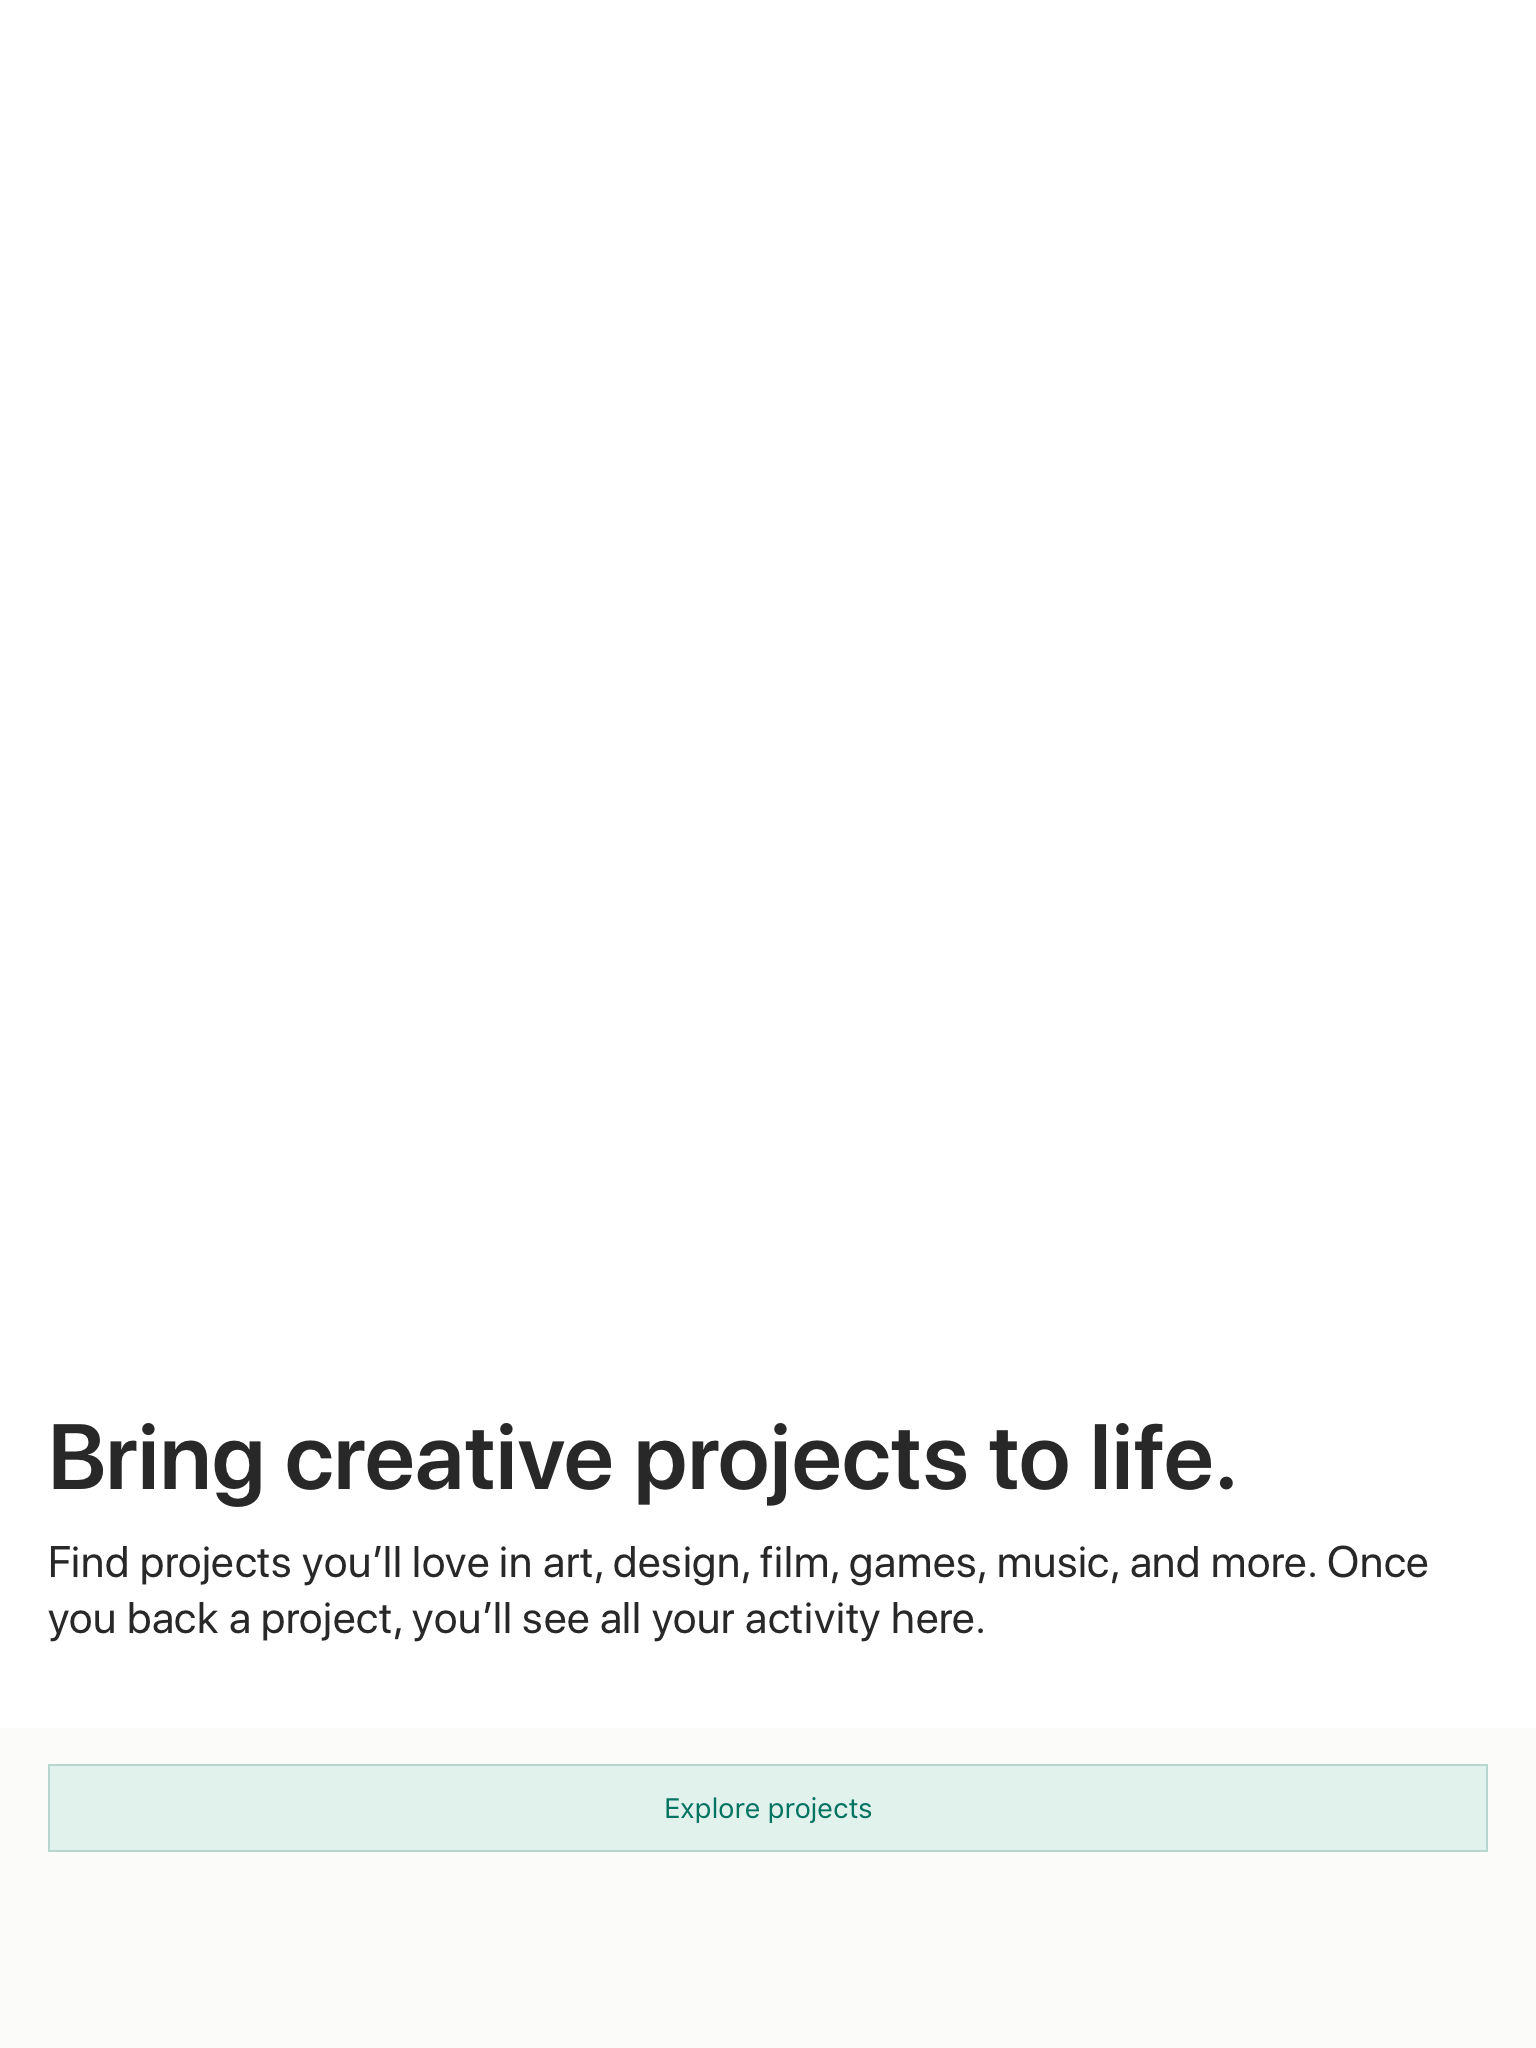 Bring creative projects to life.
Find projects you’ll love in art, design, film, games, music, and more. Once
you back a project, you’ll see all your activity here.
Explore projects